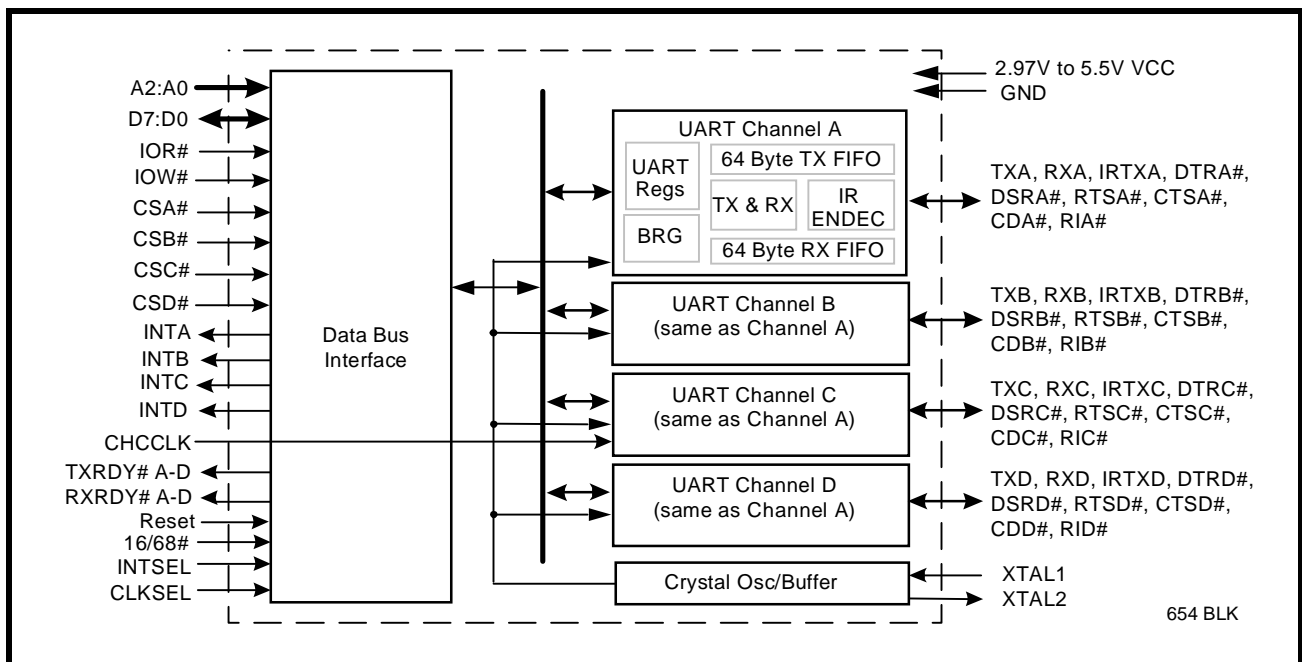 A2:A0
D7:D0
IOR#
IOW#
CSA#
CSB#
CSC#
CSD#
INTA
INTB
INTC
INTD
CHCCLK
TXRDY# A-D
RXRDY# A-D
Reset
16/68#
INTSEL
CLKSEL
Data Bus
Interface
UART Channel A
UART
Regs
BRG
64 Byte TX FIFO
TX & RX
IR
ENDEC
64 Byte RX FIFO
UART Channel B
(same as Channel A)
UART Channel C
(same as Channel A)
UART Channel D
(same as Channel A)
Crystal Osc/Buffer
2.97V to 5.5V VCC
GND
TXA, RXA, IRTXA, DTRA#,
DSRA#, RTSA#, CTSA#,
CDA#, RIA#
TXB, RXB, IRTXB, DTRB#,
DSRB#, RTSB#, CTSB#,
CDB#, RIB#
TXC, RXC, IRTXC, DTRC#,
DSRC#, RTSC#, CTSC#,
CDC#, RIC#
TXD, RXD, IRTXD, DTRD#,
DSRD#, RTSD#, CTSD#,
CDD#, RID#
XTAL1
XTAL2
654 BLK